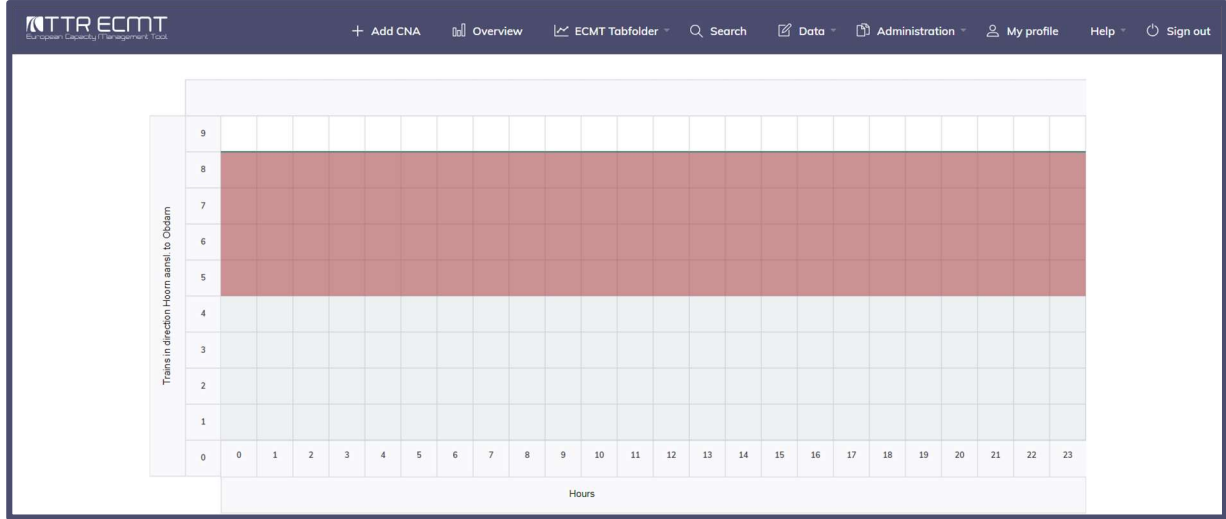 TTR ECMT
European Capacity Management Tool
+ Add CNA Overview ECMT Tabfolder Search Data Administration My profile Help Sign out
9
8
7
6
5
4
3
2
1
0
Trains in direction Hoorn aansl. to Obdam
0 1 2 3 4 5 6 7 8 9 10 11 12 13 14 15 16 17 18 19 20 21 22 23
Hours